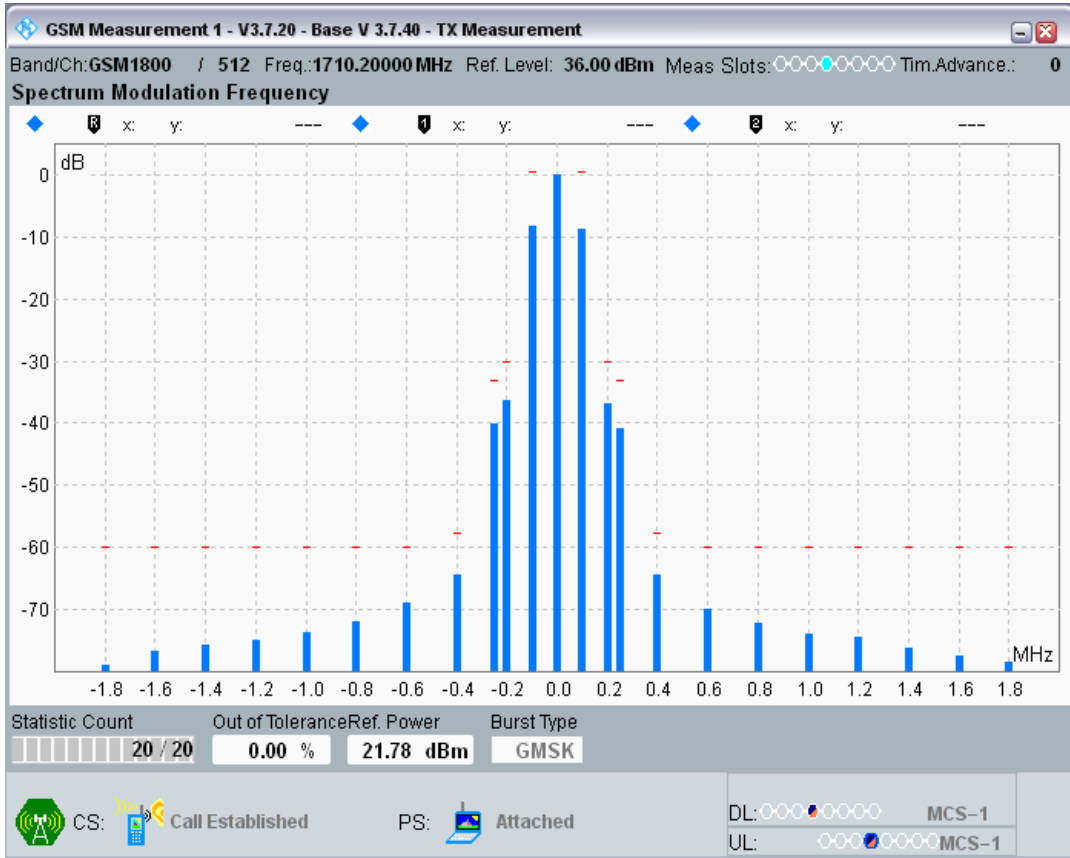 GSM Measurement 1 - V3.7.20 - Base V 3.7.40 - TX Measurement
Band/Ch:GSM1800 / 512 Freq.:1710.20000 MHz Ref. Level: 36.00 dBm Meas Slots: Tim.Advance.: 0
Spectrum Modulation Frequency
R x: y: --- 1 x: y: --- 2 x: y: ---
dB
0
-10
-20
-30
-40
-50
-60
-70
MHz
-1.8 -1.6 -1.4 -1.2 -1.0 -0.8 -0.6 -0.4 -0.2 0.0 0.2 0.4 0.6 0.8 1.0 1.2 1.4 1.6 1.8
Statistic Count Out of Tolerance Ref. Power Burst Type
20 / 20 0.00 % 21.78 dBm GMSK
CS: Call Established PS: Attached
DL: MCS-1
UL: MCS-1